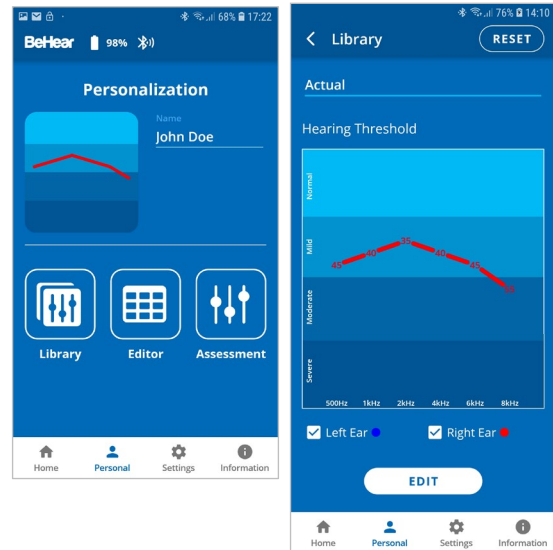 68% 17:22
BeHear 98%
Personalization
Name
John Doe
Library Editor Assessment
Home Personal Settings Information
76% 14:10
Library RESET
Actual
Hearing Threshold
Normal
Mild
Moderate
Severe
45 40 35 40 45
500Hz 1kHz 2kHz 4kHz 6kHz 8kHz
Left Ear Right Ear
EDIT
Home Personal Settings Information